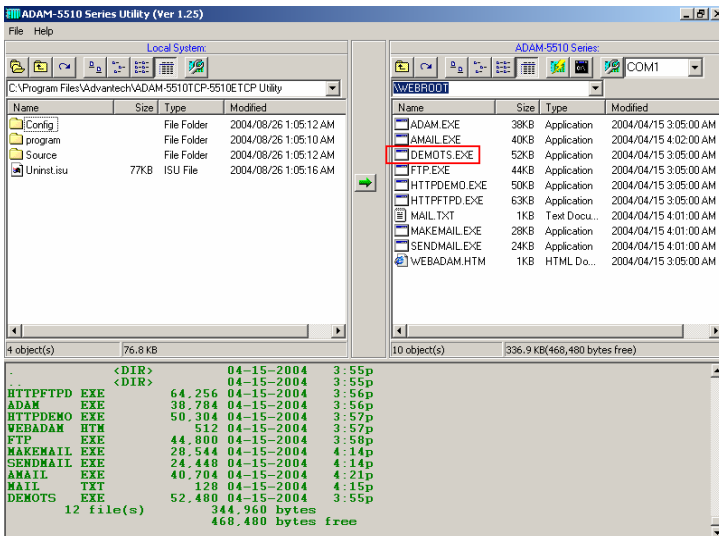 ADAM-5510 Series Utility (Ver 1.25)
File Help
Local System:
C:\Program Files\Advantech\ADAM-5510TCP-5510ETCP Utility
Name Size Type Modified
Config File Folder 2004/08/26 1:05:12 AM
program File Folder 2004/08/26 1:05:10 AM
Source File Folder 2004/08/26 1:05:12 AM
Uninst.isu 77KB ISU File 2004/08/26 1:05:16 AM
4 object(s) 76.8 KB
ADAM-5510 Series:
COM1
\WEBROOT
Name Size Type Modified
ADAM.EXE 38KB Application 2004/04/15 3:05:00 AM
AMAIL.EXE 40KB Application 2004/04/15 4:02:00 AM
DEMOTS.EXE 52KB Application 2004/04/15 3:05:00 AM
FTP.EXE 44KB Application 2004/04/15 3:05:00 AM
HTTPDEMO.EXE 50KB Application 2004/04/15 3:05:00 AM
HTTPFTPD.EXE 63KB Application 2004/04/15 3:05:00 AM
MAIL.TXT 1KB Text Docu... 2004/04/15 4:01:00 AM
MAKEMAIL.EXE 28KB Application 2004/04/15 4:01:00 AM
SENDMAIL.EXE 24KB Application 2004/04/15 4:01:00 AM
WEBADAM.HTM 1KB HTML Do... 2004/04/15 3:05:00 AM
10 object(s) 336.9 KB(468,480 bytes free)
. <DIR> 04-15-2004 3:55p
.. <DIR> 04-15-2004 3:55p
HTTPFTPD EXE 64,256 04-15-2004 3:56p
ADAM EXE 38,784 04-15-2004 3:56p
HTTPDEMO EXE 50,304 04-15-2004 3:57p
WEBADAM HTM 512 04-15-2004 3:57p
FTP EXE 44,800 04-15-2004 3:58p
MAKEMAIL EXE 28,544 04-15-2004 4:14p
SENDMAIL EXE 24,448 04-15-2004 4:14p
AMAIL EXE 40,704 04-15-2004 4:21p
MAIL TXT 128 04-15-2004 4:15p
DEMOTS EXE 52,480 04-15-2004 3:55p
12 file(s) 344,960 bytes
468,480 bytes free